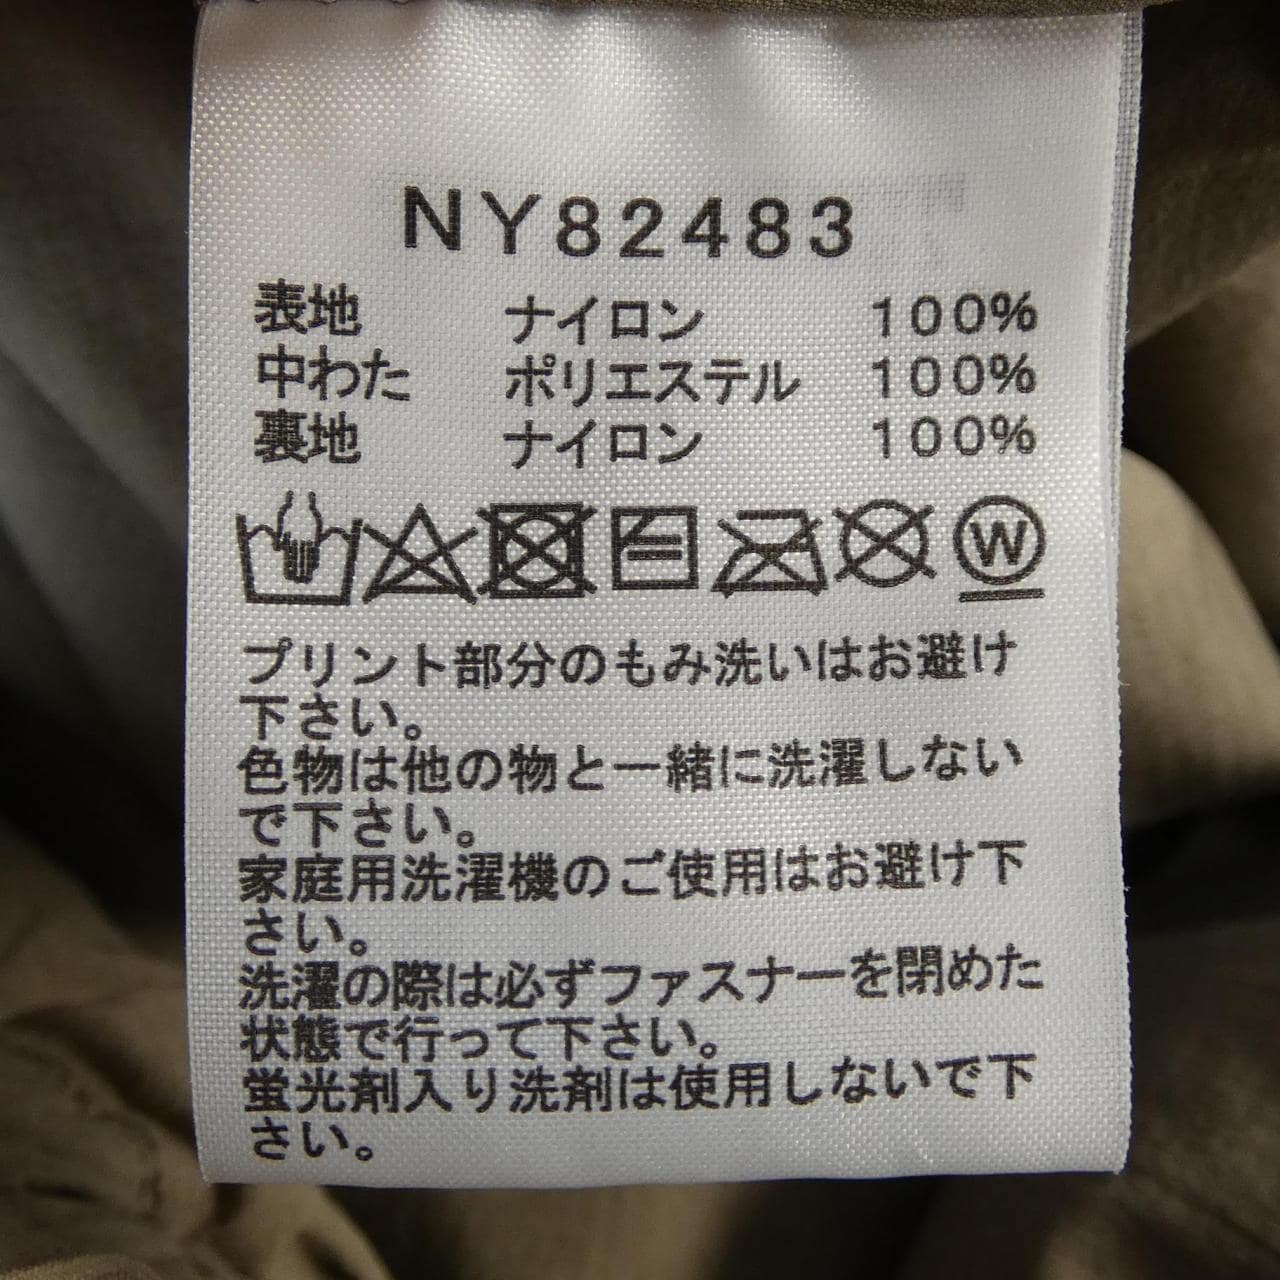 NY82483
表地 ナイロン 100%
中わた ポリエステル 100%
裏地 ナイロン 100%
W
プリント部分のもみ洗いはお避け
下さい。
色物は他の物と一緒に洗濯しない
で下さい。
家庭用洗濯機のご使用はお避け下
さい。
洗濯の際は必ずファスナーを閉めた
状態で行って下さい。
蛍光剤入り洗剤は使用しないで下
さい。